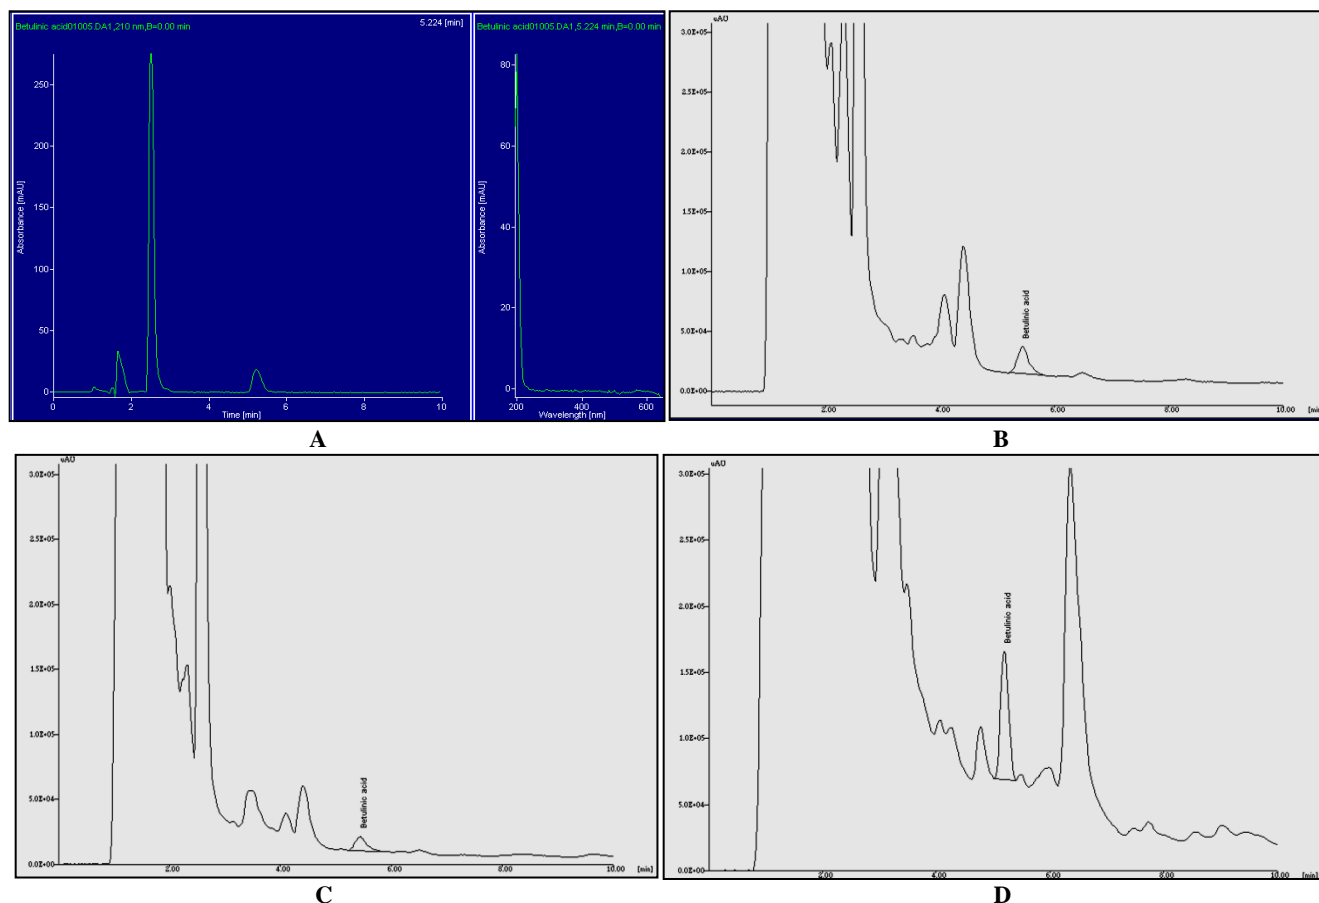 Betulinic acid01005.DA1,210 nm,B=0.00 min
5.224 [min]
Absorbance [mAU]
250
200
150
100
50
0
0
2
4
6
8
10
Time [min]
Betulinic acid01005.DA1,5.224 min,B=0.00 min
Absorbance [mAU]
80
60
40
20
0
200
400
600
Wavelength [nm]
A
uAU
3.0E+05
2.5E+05
2.0E+05
1.5E+05
1.0E+05
5.0E+04
0.0E+00
Betulinic acid
2.00
4.00
6.00
8.00
10.00
B
uAU
3.0E+05
2.5E+05
2.0E+05
1.5E+05
1.0E+05
5.0E+04
0.0E+00
Betulinic acid
2.00
4.00
6.00
8.00
10.00
[min]
C
uAU
3.0E+05
2.5E+05
2.0E+05
1.5E+05
1.0E+05
5.0E+04
0.0E+00
Betulinic acid
2.00
4.00
6.00
8.00
10.00
D